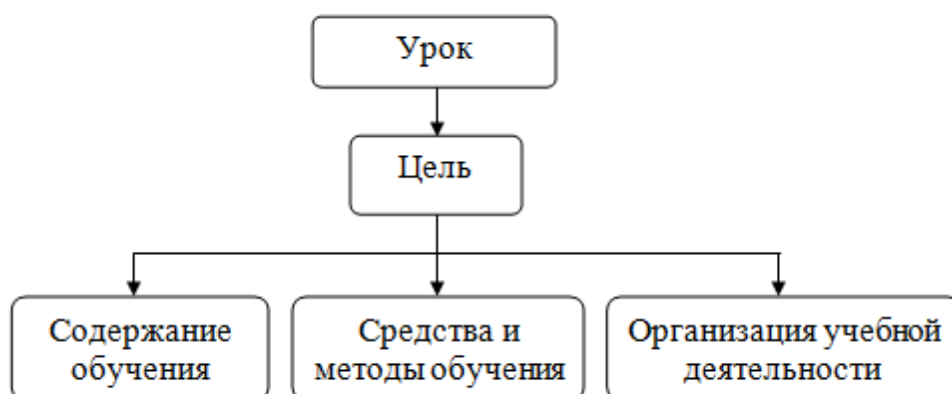 Урок
Цель
Содержание
обучения
Средства и
методы обучения
Организация учебной
деятельности